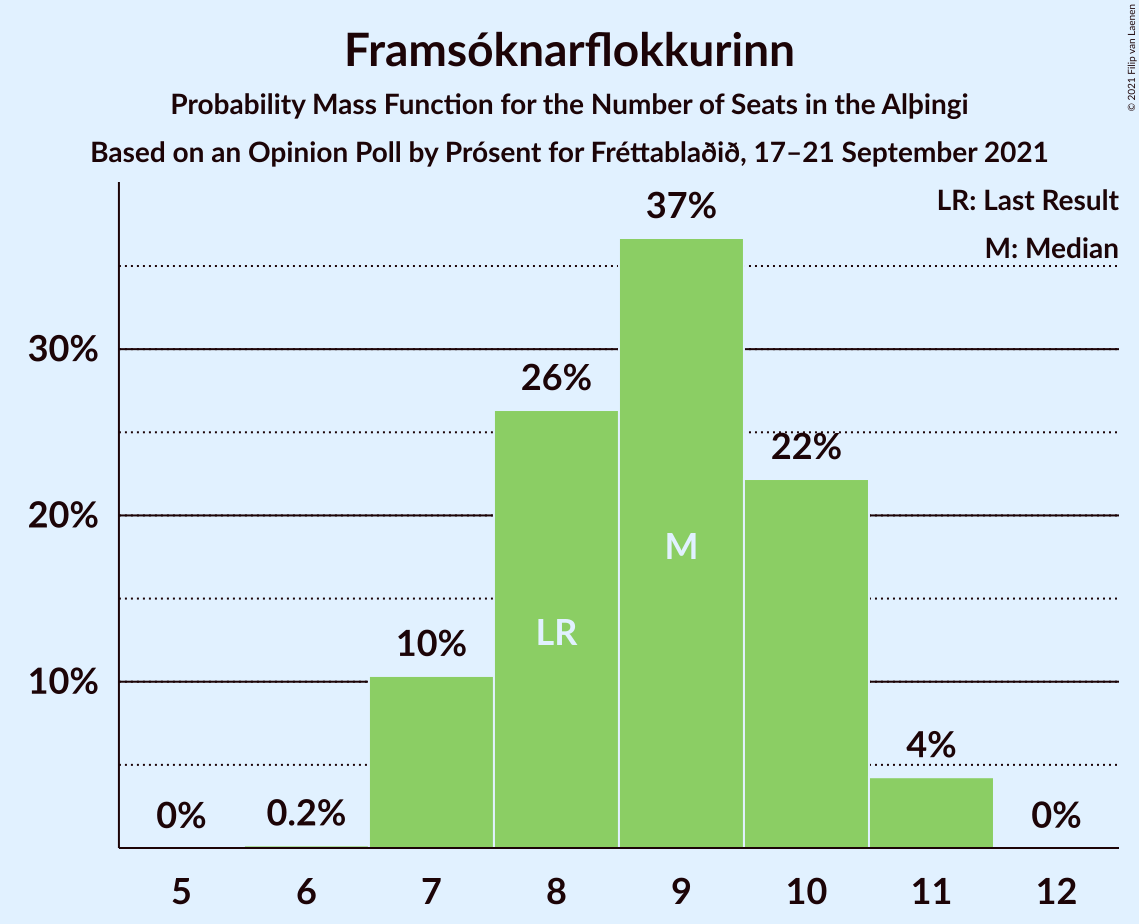 Framsóknarflokkurinn
Probability Mass Function for the Number of Seats in the Alþingi
Based on an Opinion Poll by Prósent for Fréttablaðið, 17–21 September 2021
© 2021 Filip van Laenen
LR: Last Result
M: Median
30%
20%
10%
0%
0.2%
10%
26%
37%
22%
4%
0%
LR
M
5
6
7
8
9
10
11
12